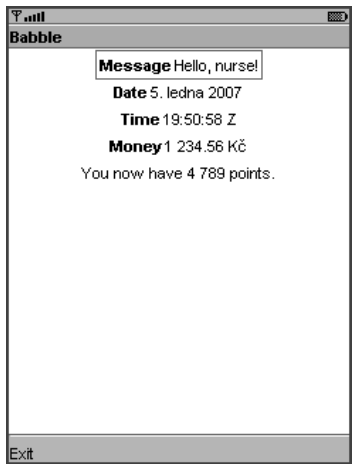 Babble
Message Hello, nurse!
Date 5. ledna 2007
Time 19:50:58 Z
Money 1 234.56 Kč
You now have 4 789 points.
Exit